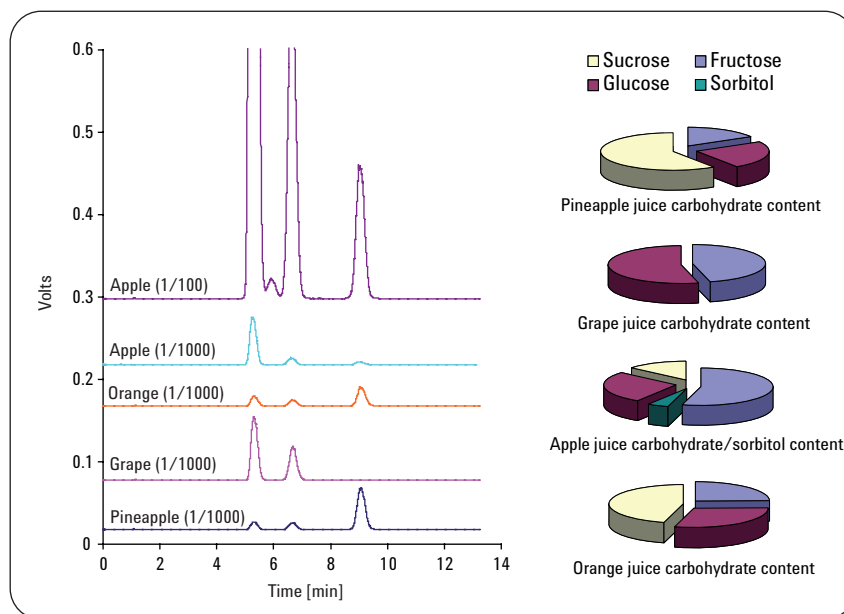 0.6
0.5
0.4
0.3
0.2
0.1
0
Volts
Apple (1/100)
Apple (1/1000)
Orange (1/1000)
Grape (1/1000)
Pineapple (1/1000)
0 2 4 6 8 10 12 14
Time [min]
Sucrose Fructose
Glucose Sorbitol
Pineapple juice carbohydrate content
Grape juice carbohydrate content
Apple juice carbohydrate/sorbitol content
Orange juice carbohydrate content